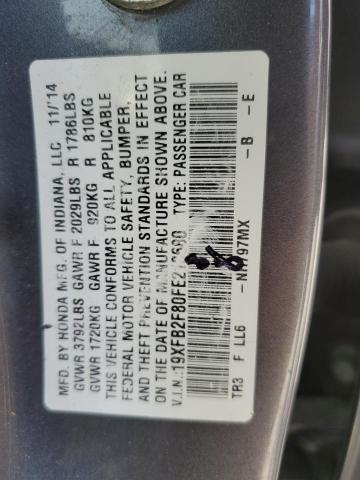 MFD. BY HONDA MFG. OF INDIANA, LLC 11/'14
GVWR 3792LBS GAWR F 2029LBS R 1786LBS
GVWR 1720KG GAWR F 920KG R 810KG
THIS VEHICLE CONFORMS TO ALL APPLICABLE
FEDERAL MOTOR VEHICLE SAFETY, BUMPER,
AND THEFT PREVENTION STANDARDS IN EFFECT
ON THE DATE OF MANUFACTURE SHOWN ABOVE.
V.I.N.: TYPE: PASSENGER CAR
TR3 F LL6 -B -E